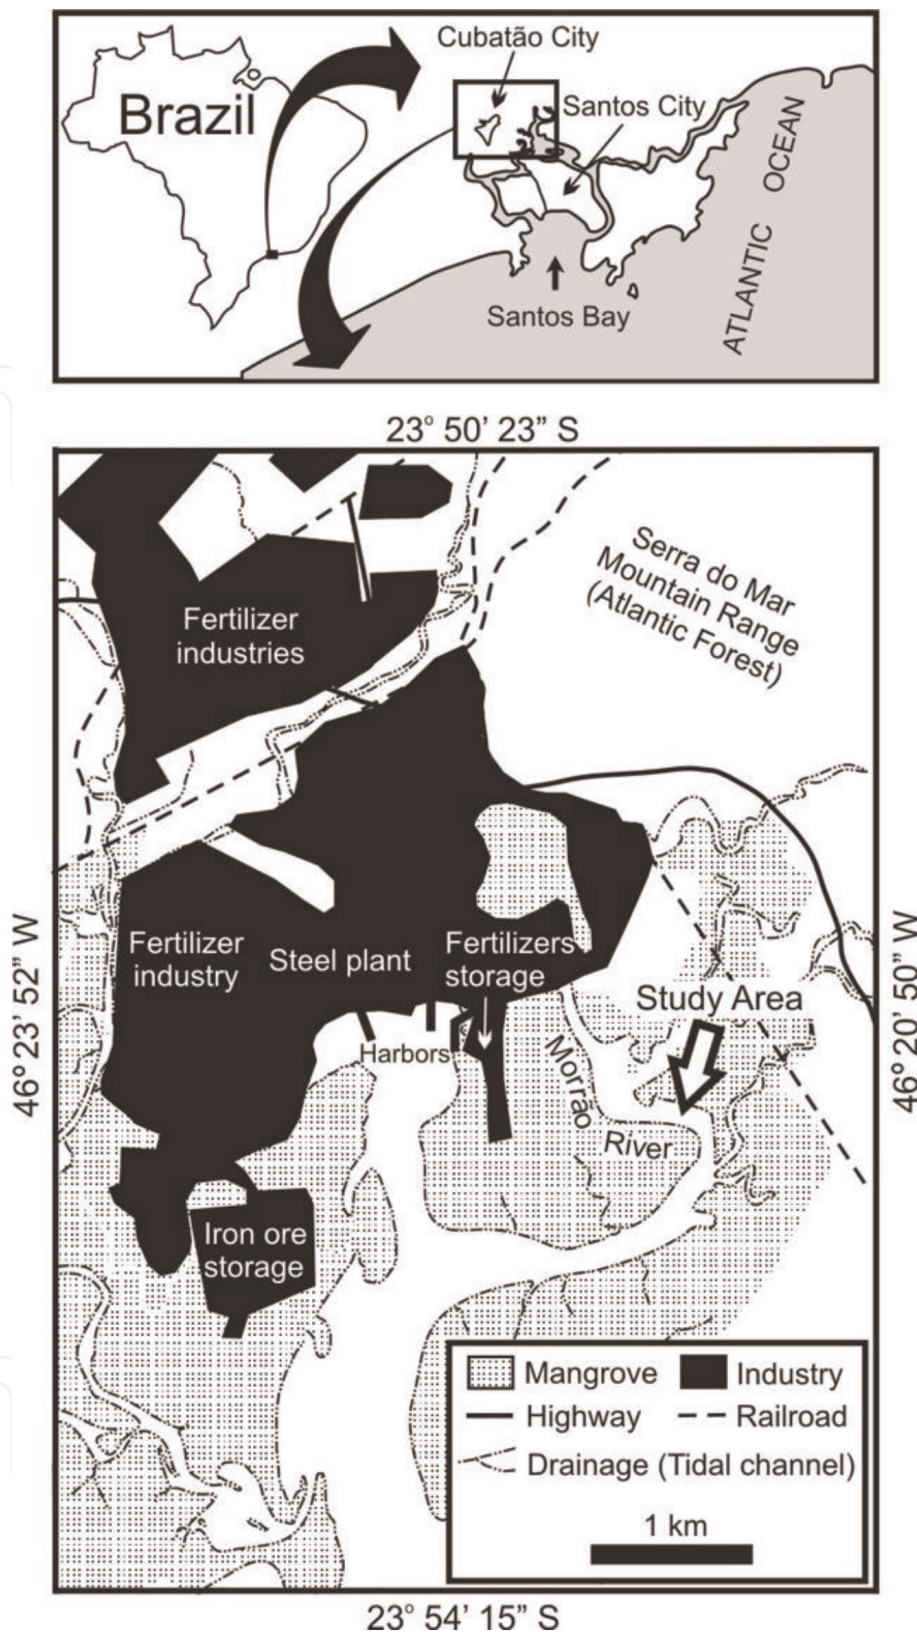 Cubatão City
Brazil
Santos City
ATLANTIC OCEAN
Santos Bay
23° 50’ 23” S
Serra do Mar
Mountain Range
(Atlantic Forest)
Fertilizer
industries
46° 23’ 52” W
46° 20’ 50” W
Fertilizer
industry
Steel plant
Fertilizers
storage
Study Area
Harbors
Morrão
River
Iron ore
storage
Mangrove
Industry
Highway
Railroad
Drainage (Tidal channel)
1 km
23° 54’ 15” S